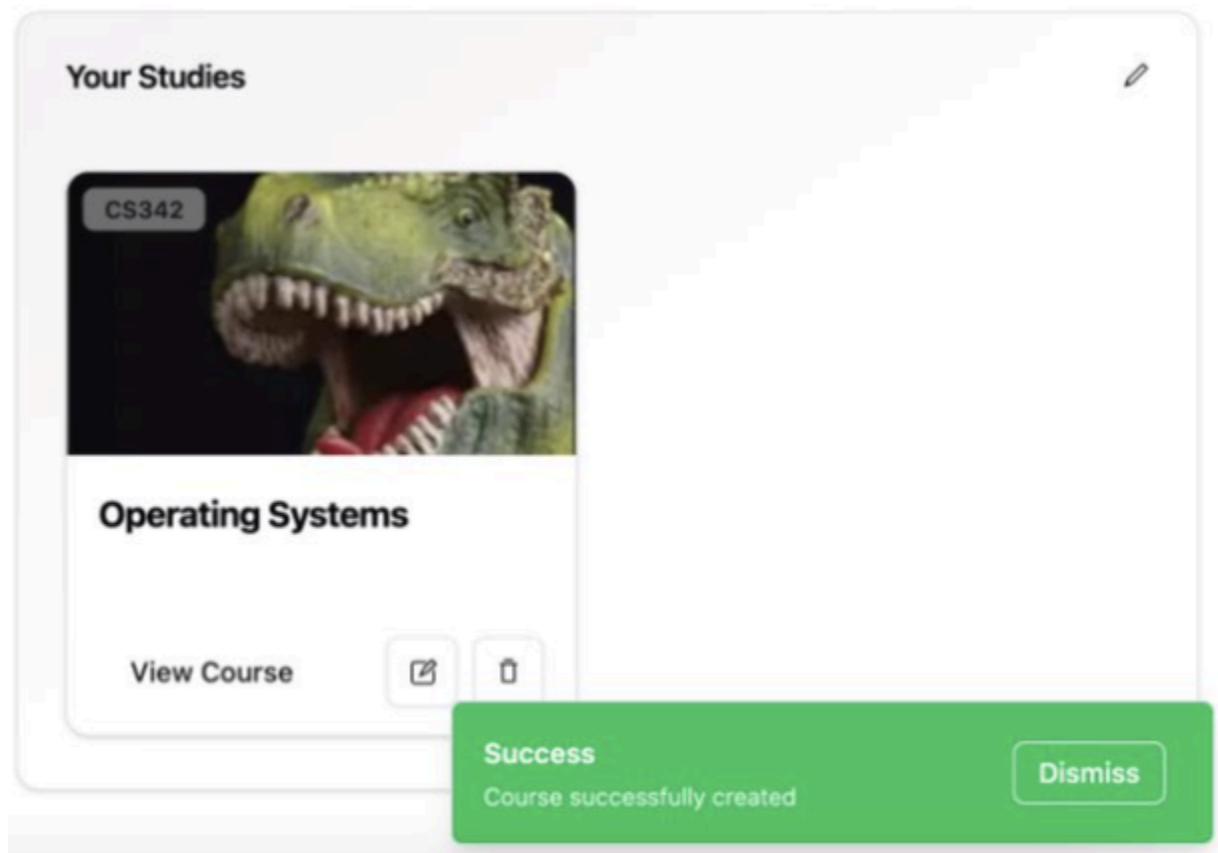 Your Studies
CS342
Operating Systems
View Course
Success
Course successfully created
Dismiss